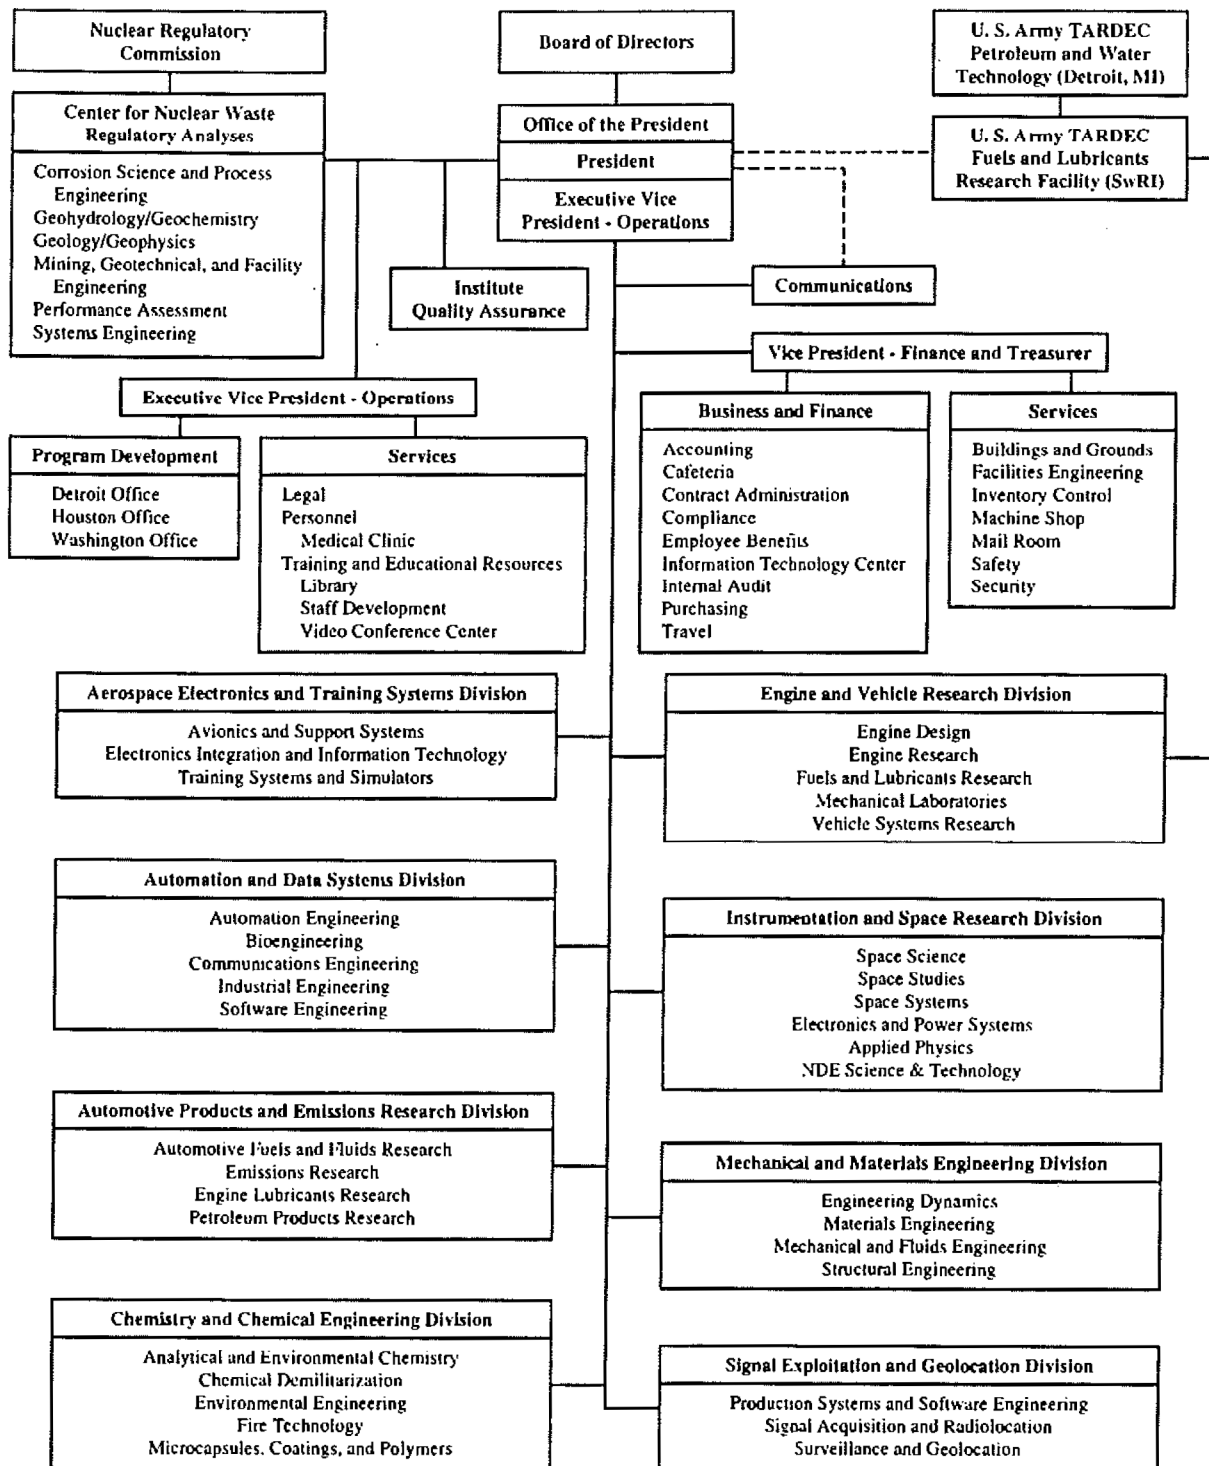 Nuclear Regulatory
Commission
Board of Directors
U. S. Army TARDEC
Petroleum and Water
Technology (Detroit, MI)
Center for Nuclear Waste
Regulatory Analyses
Corrosion Science and Process
Engineering
Geohydrology/Geochemistry
Geology/Geophysics
Mining, Geotechnical, and Facility
Engineering
Performance Assessment
Systems Engineering
Office of the President
President
Executive Vice
President - Operations
U. S. Army TARDEC
Fuels and Lubricants
Research Facility (SwRI)
Institute
Quality Assurance
Communications
Vice President - Finance and Treasurer
Executive Vice President - Operations
Program Development
Detroit Office
Houston Office
Washington Office
Services
Legal
Personnel
Medical Clinic
Training and Educational Resources
Library
Staff Development
Video Conference Center
Business and Finance
Accounting
Cafeteria
Contract Administration
Compliance
Employee Benefits
Information Technology Center
Internal Audit
Purchasing
Travel
Services
Buildings and Grounds
Facilities Engineering
Inventory Control
Machine Shop
Mail Room
Safety
Security
Aerospace Electronics and Training Systems Division
Avionics and Support Systems
Electronics Integration and Information Technology
Training Systems and Simulators
Engine and Vehicle Research Division
Engine Design
Engine Research
Fuels and Lubricants Research
Mechanical Laboratories
Vehicle Systems Research
Automation and Data Systems Division
Automation Engineering
Bioengineering
Communications Engineering
Industrial Engineering
Software Engineering
Instrumentation and Space Research Division
Space Science
Space Studies
Space Systems
Electronics and Power Systems
Applied Physics
NDE Science & Technology
Automotive Products and Emissions Research Division
Automotive Fuels and Fluids Research
Emissions Research
Engine Lubricants Research
Petroleum Products Research
Mechanical and Materials Engineering Division
Engineering Dynamics
Materials Engineering
Mechanical and Fluids Engineering
Structural Engineering
Chemistry and Chemical Engineering Division
Analytical and Environmental Chemistry
Chemical Demilitarization
Environmental Engineering
Fire Technology
Microcapsules, Coatings, and Polymers
Signal Exploitation and Geolocation Division
Production Systems and Software Engineering
Signal Acquisition and Radiolocation
Surveillance and Geolocation